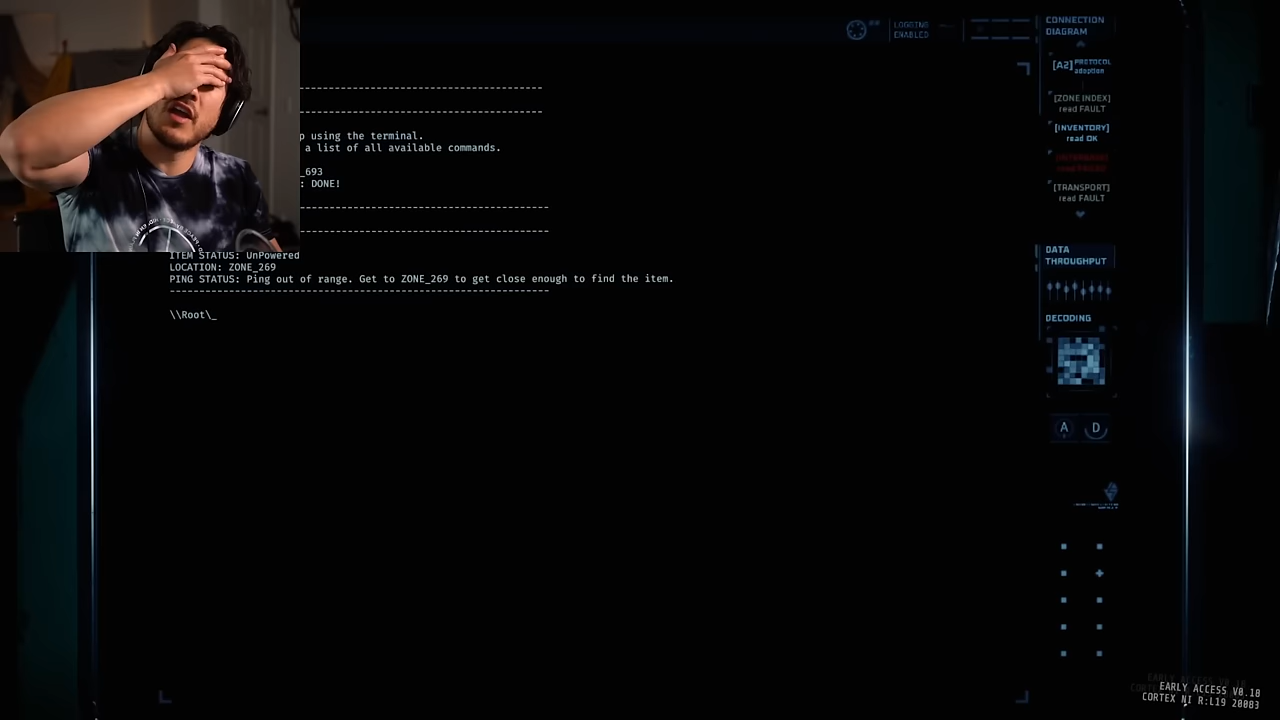 LOGGING
ENABLED
CONNECTION
DIAGRAM
[A2] PROTOCOL
adoption
[ZONE INDEX]
read FAULT
[INVENTORY]
read OK
[TRANSPORT]
read FAULT
-----------------------------------------
-----------------------------------------
p using the terminal.
a list of all available commands.
_693
: DONE!
------------------------------------------
------------------------------------------
ITEM STATUS: UnPowered
LOCATION: ZONE_269
PING STATUS: Ping out of range. Get to ZONE_269 to get close enough to find the item.
----------------------------------------------------------------
\\Root\_
DATA
THROUGHPUT
DECODING
A D
EARLY ACCESS V0.18
CORTEX NI R:L19 20083